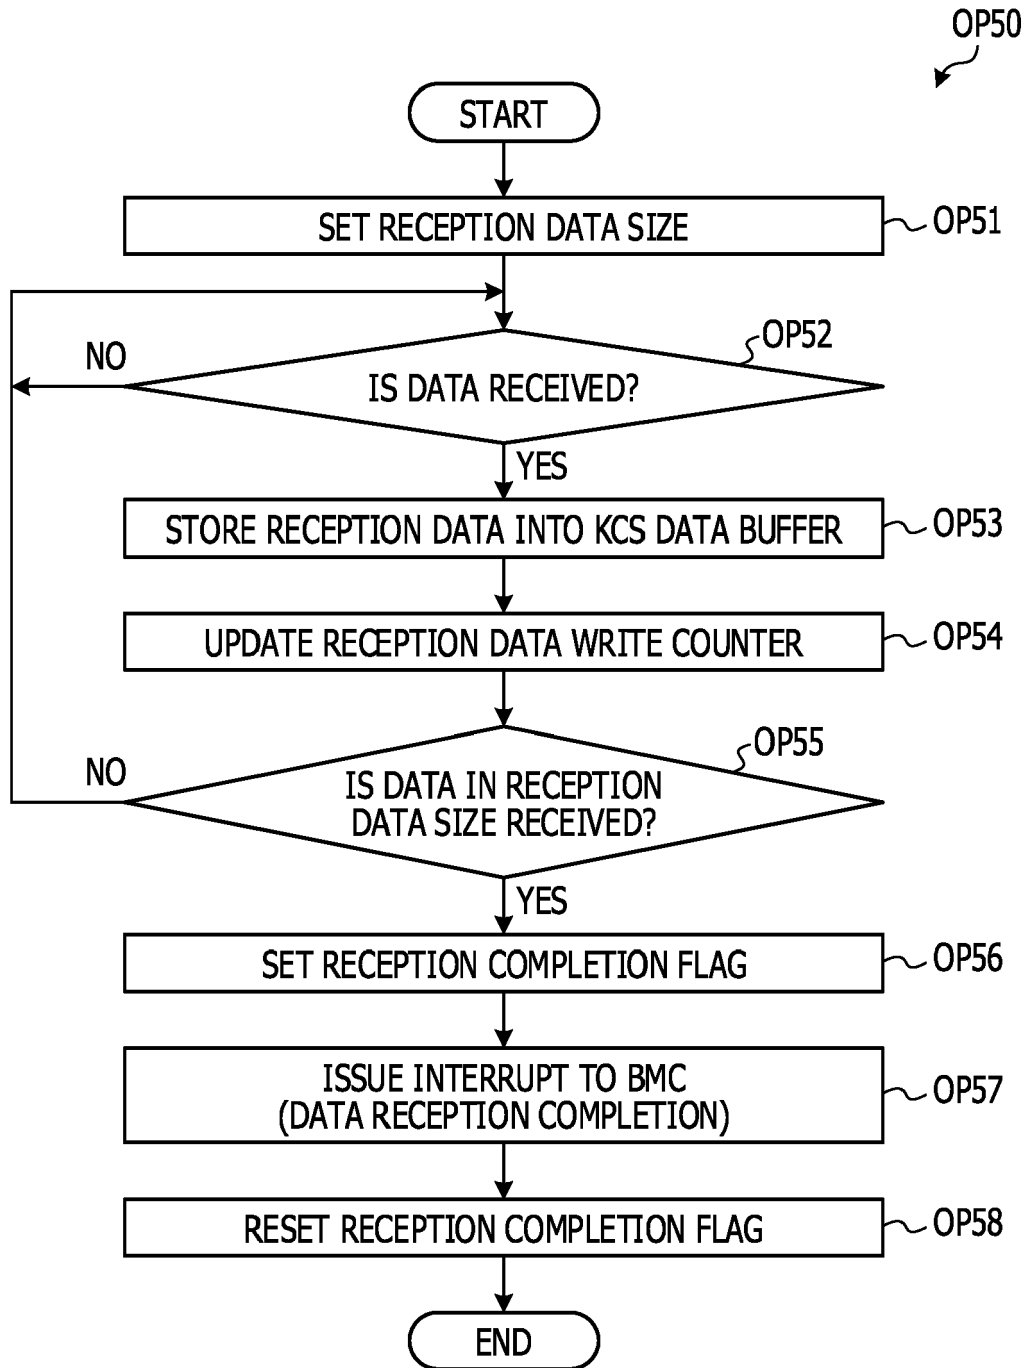 OP50
START
SET RECEPTION DATA SIZE
OP51
OP52
NO
IS DATA RECEIVED?
YES
STORE RECEPTION DATA INTO KCS DATA BUFFER
OP53
UPDATE RECEPTION DATA WRITE COUNTER
OP54
OP55
NO
IS DATA IN RECEPTION
DATA SIZE RECEIVED?
YES
SET RECEPTION COMPLETION FLAG
OP56
ISSUE INTERRUPT TO BMC
(DATA RECEPTION COMPLETION)
OP57
RESET RECEPTION COMPLETION FLAG
OP58
END